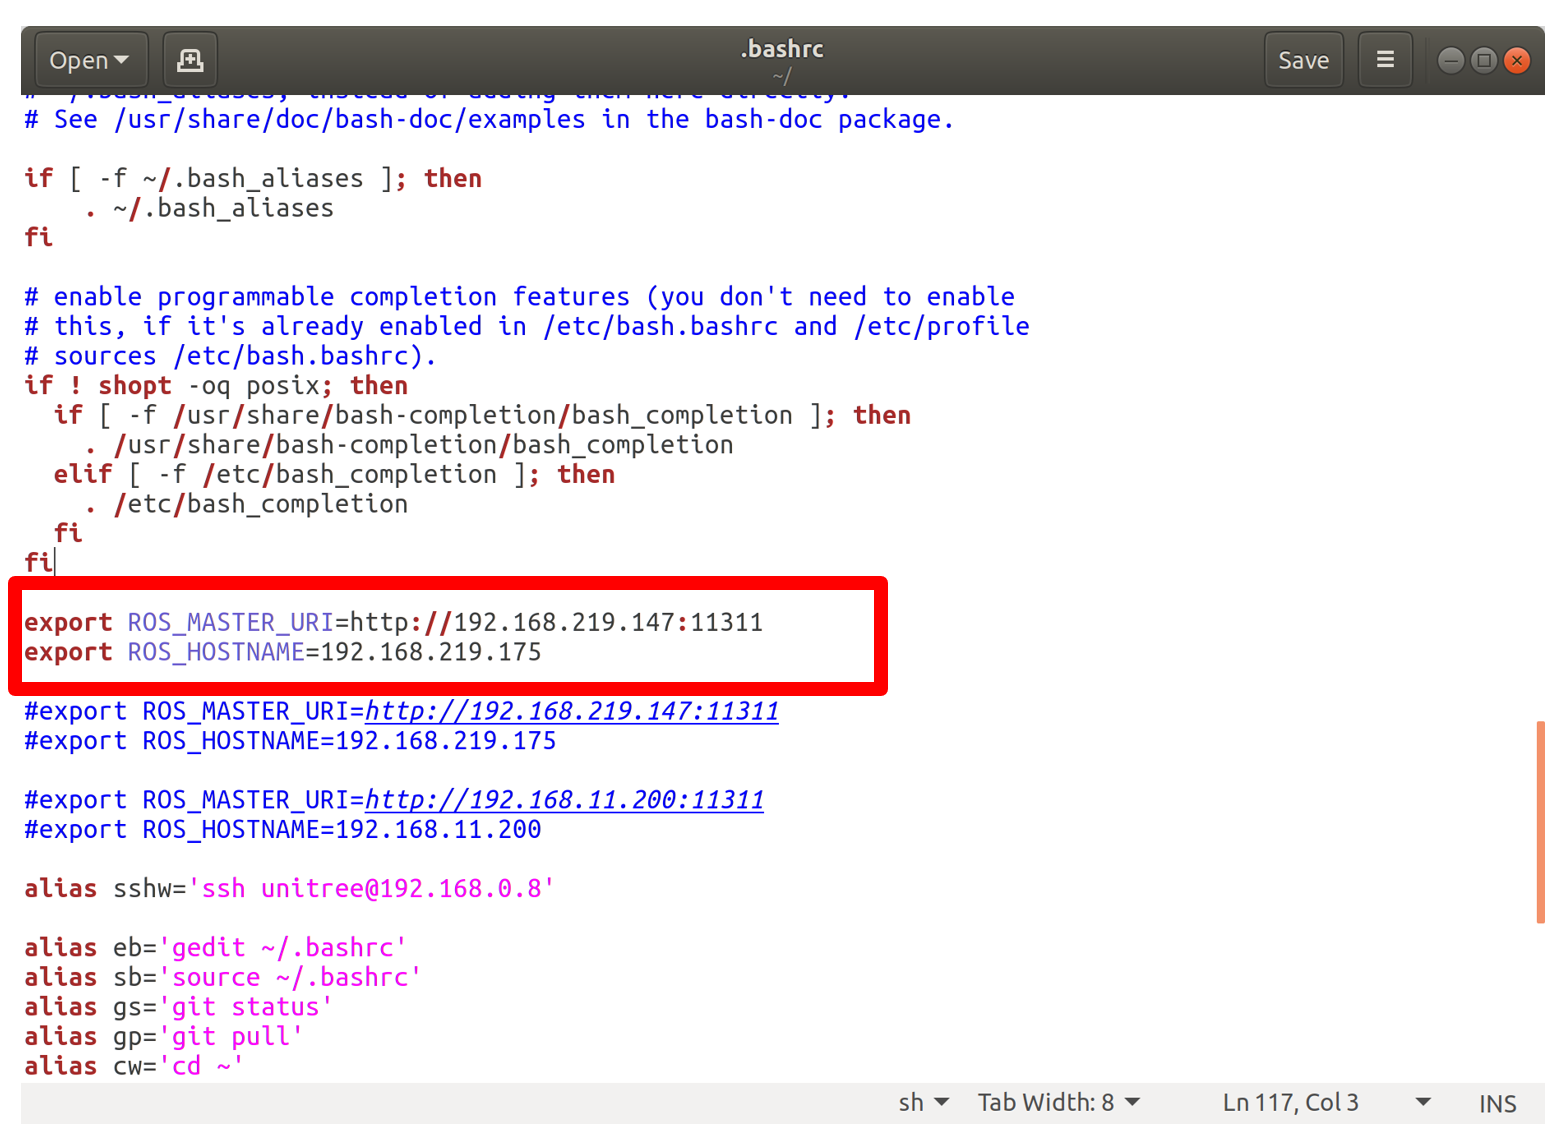 Open
.bashrc
~/
Save
# ~/.bash_aliases, instead of adding them here directly.
# See /usr/share/doc/bash-doc/examples in the bash-doc package.
if [ -f ~/.bash_aliases ]; then
    . ~/.bash_aliases
fi
# enable programmable completion features (you don't need to enable
# this, if it's already enabled in /etc/bash.bashrc and /etc/profile
# sources /etc/bash.bashrc).
if ! shopt -oq posix; then
  if [ -f /usr/share/bash-completion/bash_completion ]; then
    . /usr/share/bash-completion/bash_completion
  elif [ -f /etc/bash_completion ]; then
    . /etc/bash_completion
  fi
fi
export ROS_MASTER_URI=http://192.168.219.147:11311
export ROS_HOSTNAME=192.168.219.175
#export ROS_MASTER_URI=http://192.168.219.147:11311
#export ROS_HOSTNAME=192.168.219.175
#export ROS_MASTER_URI=http://192.168.11.200:11311
#export ROS_HOSTNAME=192.168.11.200
alias sshw='ssh unitree@192.168.0.8'
alias eb='gedit ~/.bashrc'
alias sb='source ~/.bashrc'
alias gs='git status'
alias gp='git pull'
alias cw='cd ~'
sh
Tab Width: 8
Ln 117, Col 3
INS